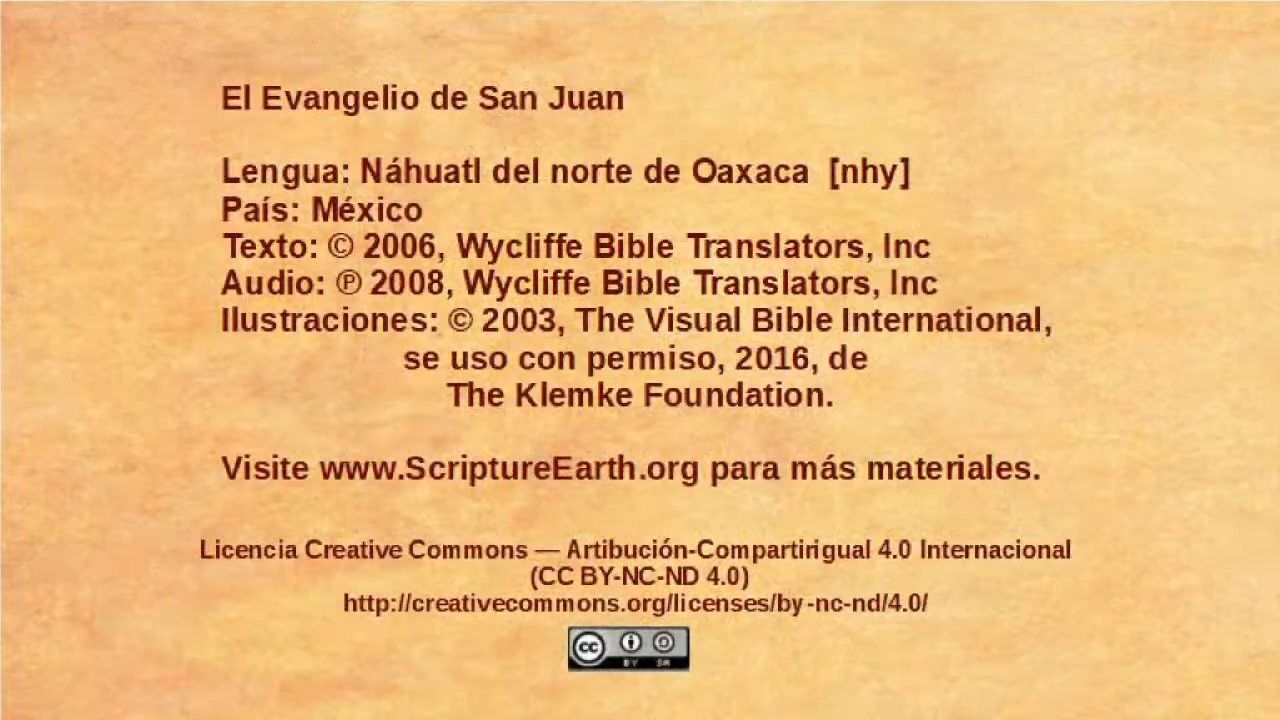 El Evangelio de San Juan
Lengua: Náhuatl del norte de Oaxaca [nhy]
País: México
Texto: © 2006, Wycliffe Bible Translators, Inc
Audio: ℗ 2008, Wycliffe Bible Translators, Inc
Ilustraciones: © 2003, The Visual Bible International,
se uso con permiso, 2016, de
The Klemke Foundation.
Visite www.ScriptureEarth.org para más materiales.
Licencia Creative Commons — Artibución-Compartirigual 4.0 Internacional
(CC BY-NC-ND 4.0)
http://creativecommons.org/licenses/by-nc-nd/4.0/
cc BY SA